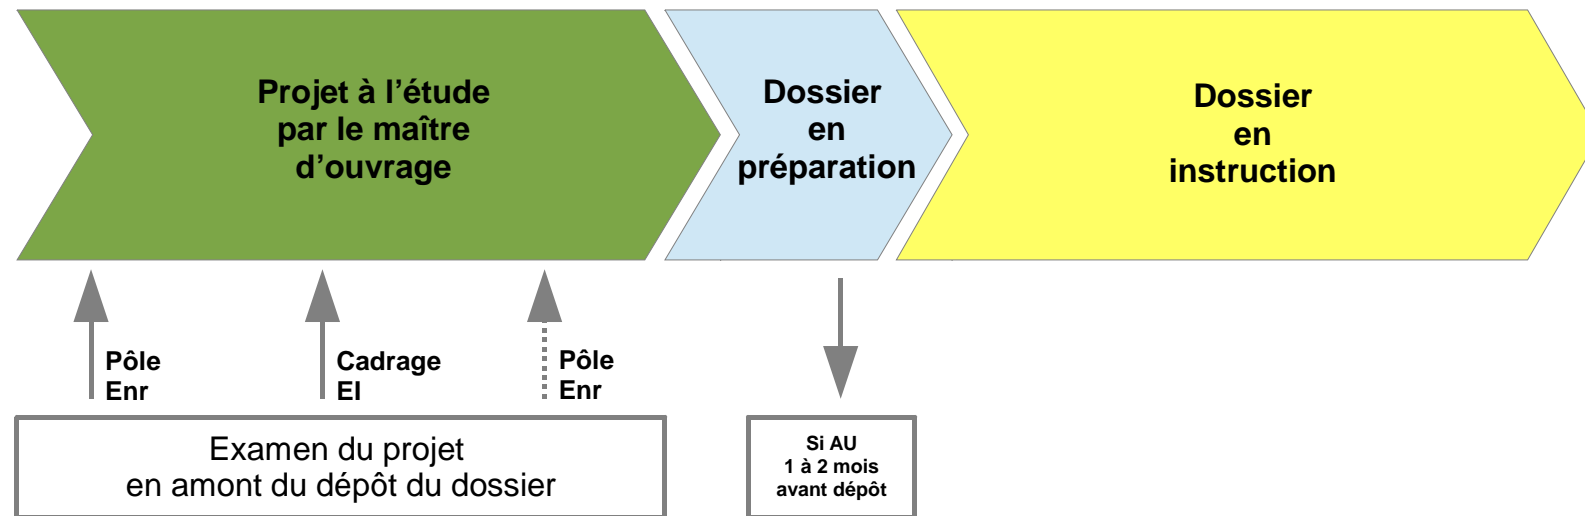 Projet à l’étude
par le maître
d’ouvrage
Dossier
en
préparation
Dossier
en
instruction
Pôle
Enr
Cadrage
EI
Pôle
Enr
Examen du projet
en amont du dépôt du dossier
Si AU
1 à 2 mois
avant dépôt